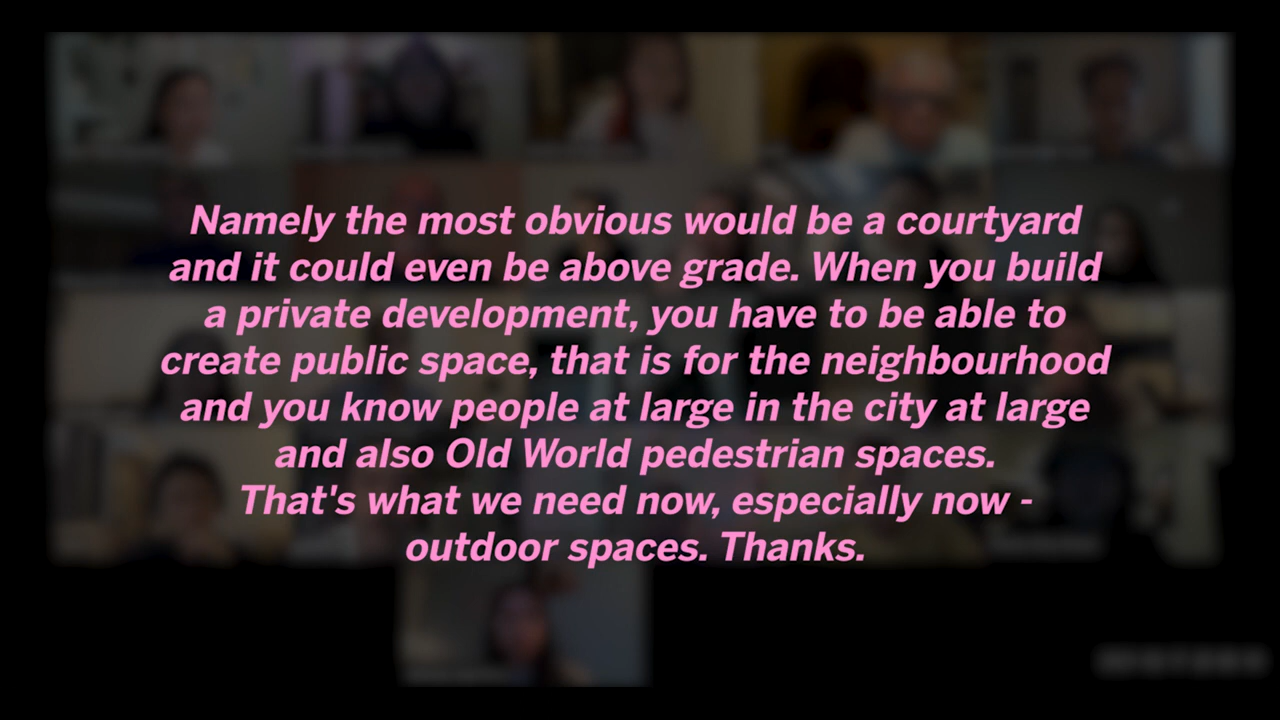 Namely the most obvious would be a courtyard
and it could even be above grade. When you build
a private development, you have to be able to
create public space, that is for the neighbourhood
and you know people at large in the city at large
and also Old World pedestrian spaces.
That's what we need now, especially now -
outdoor spaces. Thanks.